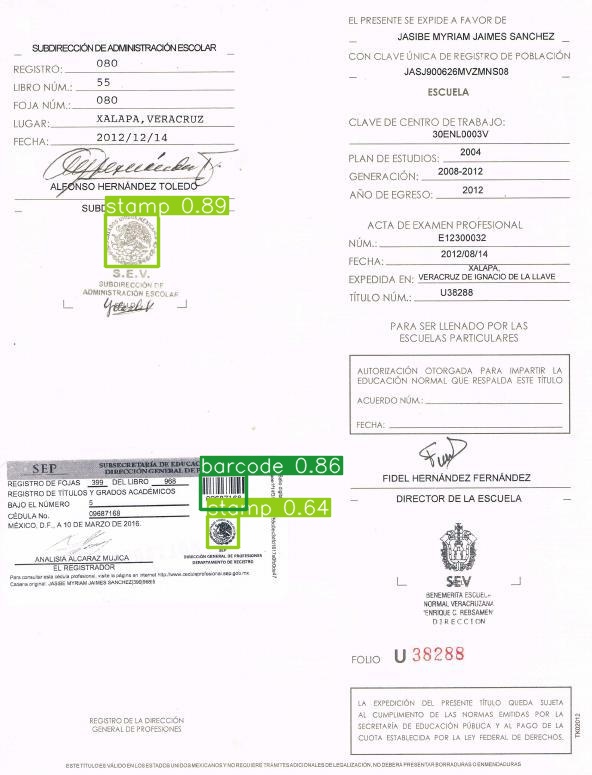 SUBDIRECCIÓN DE ADMINISTRACIÓN ESCOLAR
REGISTRO: 080
LIBRO NÚM.: 55
FOJA NÚM.: 080
LUGAR: XALAPA, VERACRUZ
FECHA: 2012/12/14
ALFONSO HERNÁNDEZ TOLEDO
SUBD
stamp 0.89
S.E.V.
SUBDIRECCIÓN DE
ADMINISTRACIÓN ESCOLAR
EL PRESENTE SE EXPIDE A FAVOR DE
JASIBE MYRIAM JAIMES SANCHEZ
CON CLAVE ÚNICA DE REGISTRO DE POBLACIÓN
JASJ900626MVZMNS08
ESCUELA
CLAVE DE CENTRO DE TRABAJO:
30ENL0003V
PLAN DE ESTUDIOS: 2004
GENERACIÓN: 2008-2012
AÑO DE EGRESO: 2012
ACTA DE EXAMEN PROFESIONAL
NÚM.: E12300032
FECHA: 2012/08/14
XALAPA,
EXPEDIDA EN: VERACRUZ DE IGNACIO DE LA LLAVE
TÍTULO NÚM.: U38288
PARA SER LLENADO POR LAS
ESCUELAS PARTICULARES
AUTORIZACIÓN OTORGADA PARA IMPARTIR LA
EDUCACIÓN NORMAL QUE RESPALDA ESTE TÍTULO
ACUERDO NÚM.:
FECHA:
FIDEL HERNÁNDEZ FERNÁNDEZ
DIRECTOR DE LA ESCUELA
SEV
BENEMERITA ESCUELA
NORMAL VERACRUZANA
"ENRIQUE C. REBSAMEN"
DIRECCION
FOLIO U 38288
LA EXPEDICIÓN DEL PRESENTE TÍTULO QUEDA SUJETA
AL CUMPLIMIENTO DE LAS NORMAS EMITIDAS POR LA
SECRETARÍA DE EDUCACIÓN PÚBLICA Y AL PAGO DE LA
CUOTA ESTABLECIDA POR LA LEY FEDERAL DE DERECHOS.
TK02012
SEP
SUBSECRETARÍA DE EDUCAC
DIRECCIÓN GENERAL DE P
barcode 0.86
REGISTRO DE FOJAS 399 DEL LIBRO 968
REGISTRO DE TÍTULOS Y GRADOS ACADÉMICOS
BAJO EL NÚMERO 5
CÉDULA No. 09687168
MÉXICO, D.F., A 10 DE MARZO DE 2016.
09687168
stamp 0.64
SEP
DIRECCIÓN GENERAL DE PROFESIONES
DEPARTAMENTO DE REGISTRO
ANALISIA ALCARAZ MUJICA
EL REGISTRADOR
Para consultar esta cédula profesional, visite la página en internet http://www.cedulaprofesional.sep.gob.mx
Cadena original: JASIBE MYRIAM JAIMES SANCHEZ|399|968|5
REGISTRO DE LA DIRECCIÓN
GENERAL DE PROFESIONES
ESTE TÍTULO ES VÁLIDO EN LOS ESTADOS UNIDOS MEXICANOS Y NO REQUIERE TRÁMITES ADICIONALES DE LEGALIZACIÓN, NO DEBERÁ PRESENTAR BORRADURAS O ENMENDADURAS